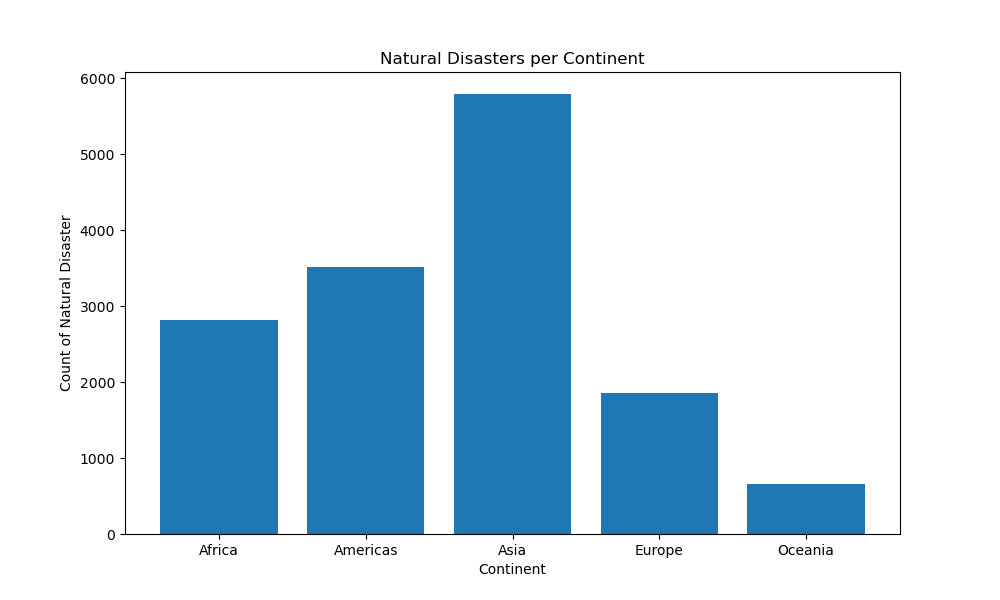 Natural Disasters per Continent
6000
5000
4000
3000
2000
1000
0
Count of Natural Disaster
Africa Americas Asia Europe Oceania
Continent